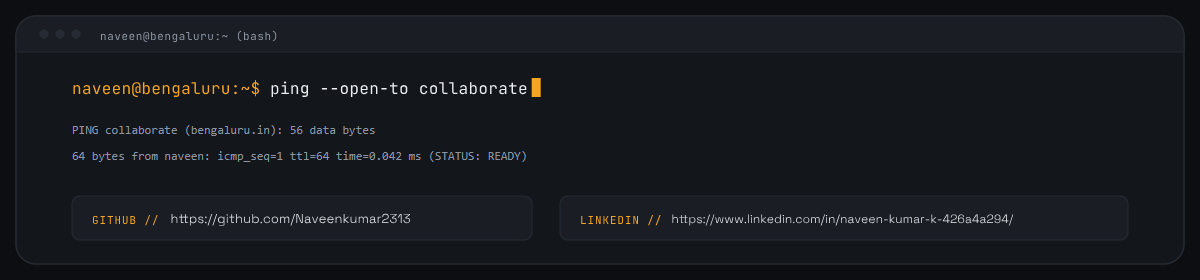 naveen@bengaluru:~ (bash)
naveen@bengaluru:~$ ping --open-to collaborate
PING collaborate (bengaluru.in): 56 data bytes
64 bytes from naveen: icmp_seq=1 ttl=64 time=0.042 ms (STATUS: READY)
GITHUB // https://github.com/Naveenkumar2313
LINKEDIN // https://www.linkedin.com/in/naveen-kumar-k-426a4a294/